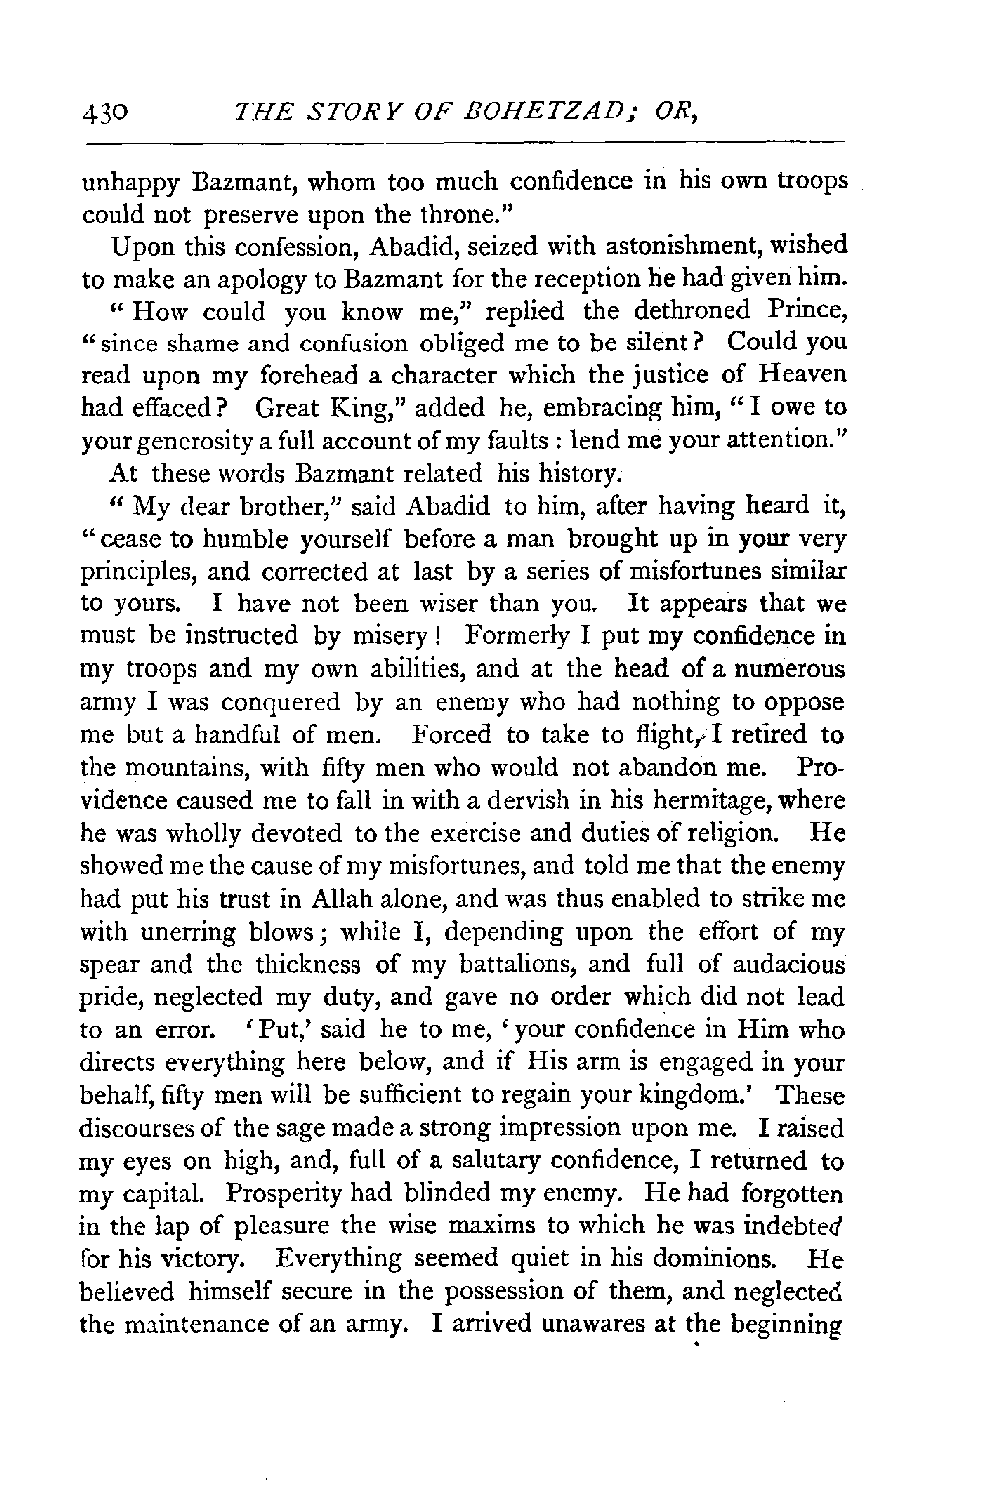 430 THE STORY OF BOHETZAD; OR,
unhappy Bazmant, whom too much confidence in his own troops
could not preserve upon the throne."
Upon this confession, Abadid, seized with astonishment, wished
to make an apology to Bazmant for the reception he had given him.
“ How could you know me,” replied the dethroned Prince,
“ since shame and confusion obliged me to be silent ? Could you
read upon my forehead a character which the justice of Heaven
had effaced ? Great King,” added he, embracing him, “ I owe to
your generosity a full account of my faults : lend me your attention.”
At these words Bazmant related his history.
“ My dear brother,” said Abadid to him, after having heard it,
“ cease to humble yourself before a man brought up in your very
principles, and corrected at last by a series of misfortunes similar
to yours. I have not been wiser than you. It appears that we
must be instructed by misery ! Formerly I put my confidence in
my troops and my own abilities, and at the head of a numerous
army I was conquered by an enemy who had nothing to oppose
me but a handful of men. Forced to take to flight, I retired to
the mountains, with fifty men who would not abandon me. Pro-
vidence caused me to fall in with a dervish in his hermitage, where
he was wholly devoted to the exercise and duties of religion. He
showed me the cause of my misfortunes, and told me that the enemy
had put his trust in Allah alone, and was thus enabled to strike me
with unerring blows ; while I, depending upon the effort of my
spear and the thickness of my battalions, and full of audacious
pride, neglected my duty, and gave no order which did not lead
to an error. ‘ Put,’ said he to me, ‘ your confidence in Him who
directs everything here below, and if His arm is engaged in your
behalf, fifty men will be sufficient to regain your kingdom.’ These
discourses of the sage made a strong impression upon me. I raised
my eyes on high, and, full of a salutary confidence, I returned to
my capital. Prosperity had blinded my enemy. He had forgotten
in the lap of pleasure the wise maxims to which he was indebted
for his victory. Everything seemed quiet in his dominions. He
believed himself secure in the possession of them, and neglected
the maintenance of an army. I arrived unawares at the beginning